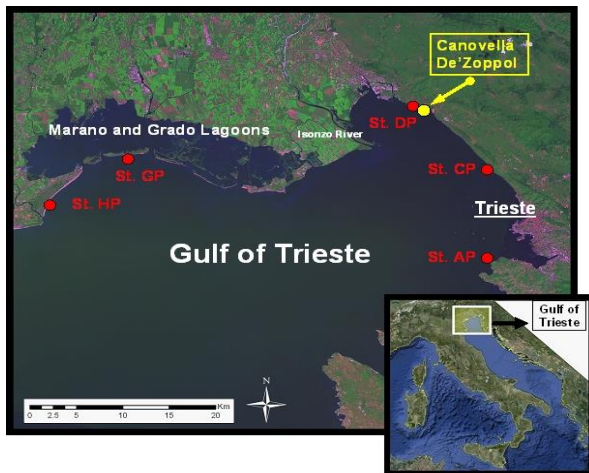 Canovella
De'Zoppol
St. DP
Marano and Grado Lagoons
Isonzo River
St. GP
St. CP
St. HP
Trieste
Gulf of Trieste
St. AP
Gulf of
Trieste
N
Km
0 2.5 5 10 15 20